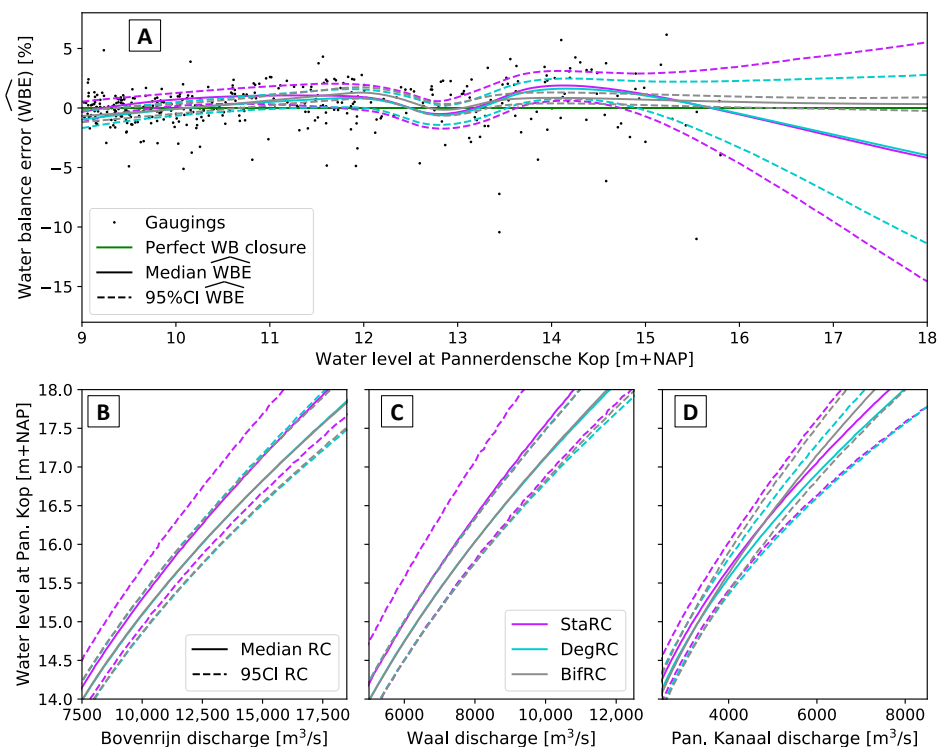 A
Water balance error (WBE) [%]
5
0
−5
−10
−15
Gaugings
Perfect WB closure
Median WBE
95%CI WBE
9 10 11 12 13 14 15 16 17 18
Water level at Pannerdensche Kop [m+NAP]
Water level at Pan. Kop [m+NAP]
18.0
17.5
17.0
16.5
16.0
15.5
15.0
14.5
14.0
B
Median RC
95CI RC
7500 10,000 12,500 15,000 17,500
Bovenrijn discharge [m³/s]
C
StaRC
DegRC
BifRC
6000 8000 10,000 12,000
Waal discharge [m³/s]
D
4000 6000 8000
Pan, Kanaal discharge [m³/s]